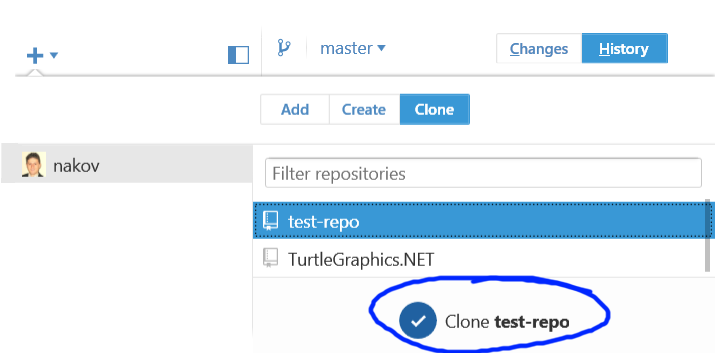 master
Changes History
Add Create Clone
nakov
Filter repositories
test-repo
TurtleGraphics.NET
Clone test-repo